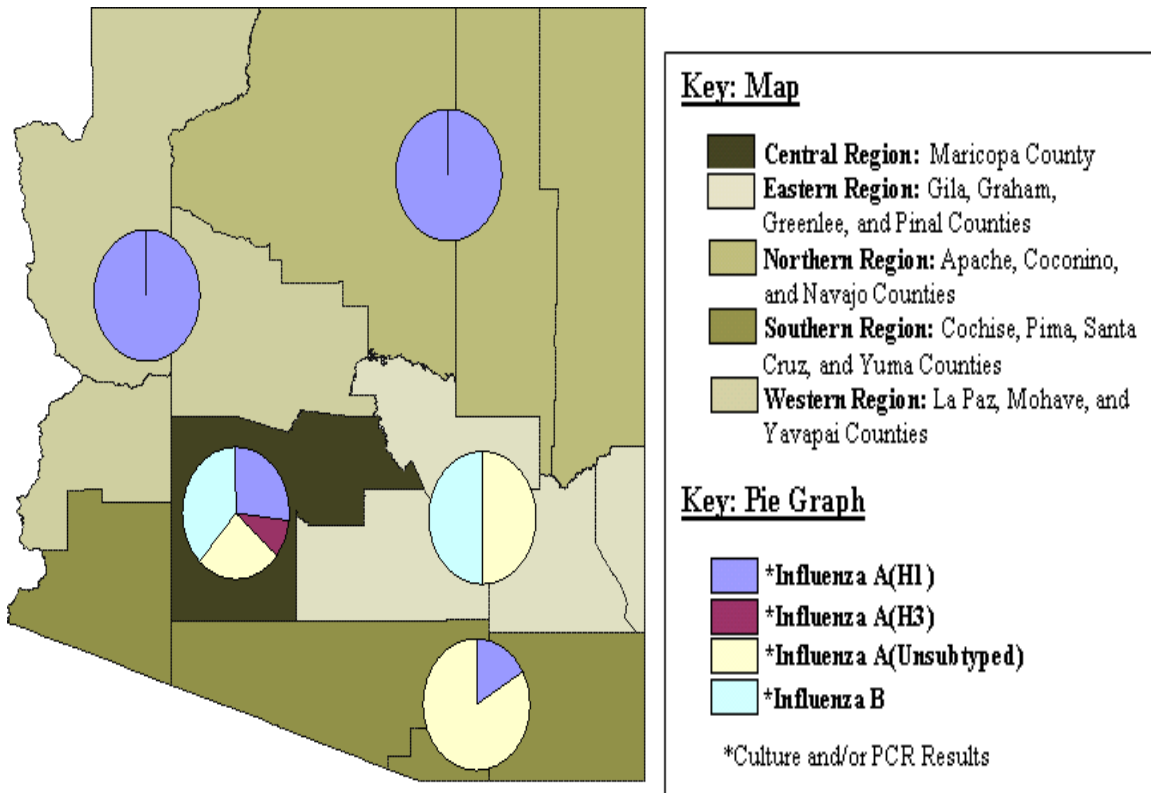 Key: Map
Central Region: Maricopa County
Eastern Region: Gila, Graham,
Greenlee, and Pinal Counties
Northern Region: Apache, Coconino,
and Navajo Counties
Southern Region: Cochise, Pima, Santa
Cruz, and Yuma Counties
Western Region: La Paz, Mohave, and
Yavapai Counties
Key: Pie Graph
*Influenza A(H1)
*Influenza A(H3)
*Influenza A(Unsubtyped)
*Influenza B
*Culture and/or PCR Results